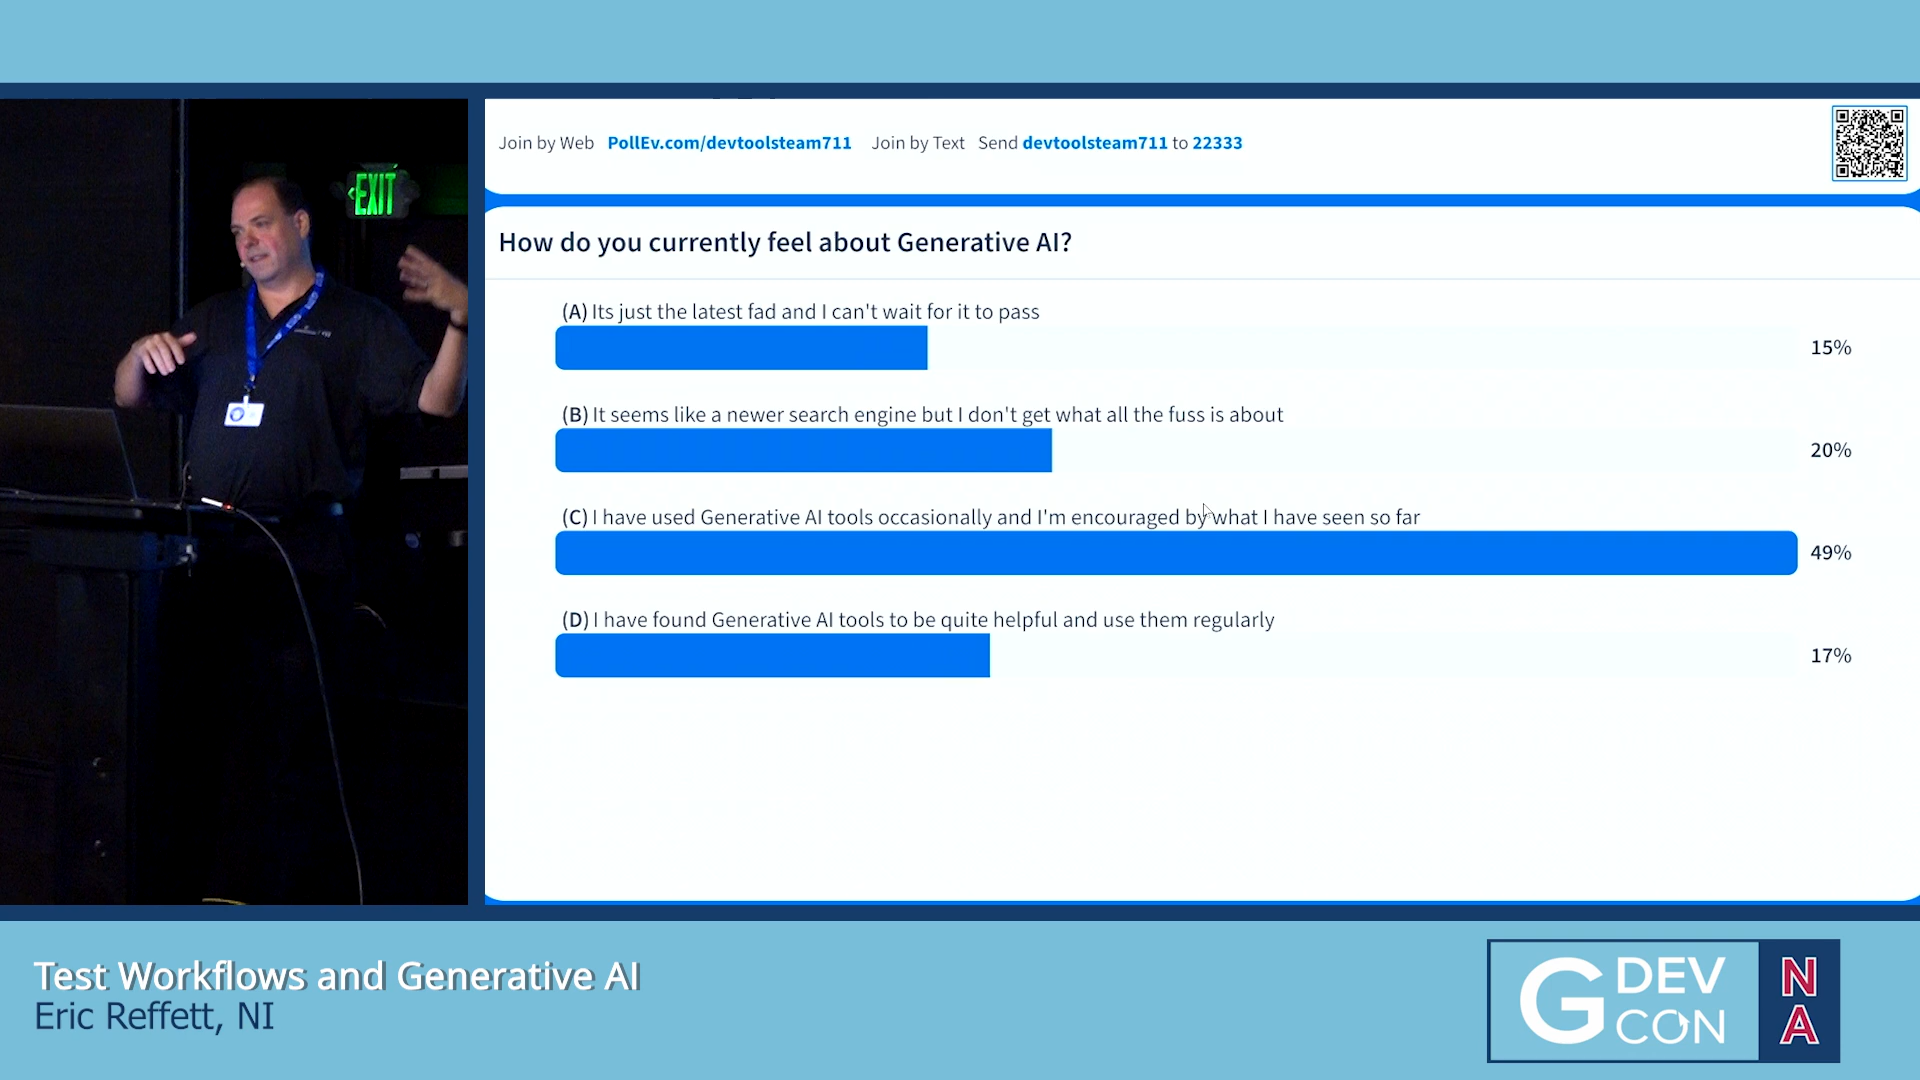 Join by Web PollEv.com/devtoolsteam711 Join by Text Send devtoolsteam711 to 22333
EXIT
How do you currently feel about Generative AI?
(A) Its just the latest fad and I can't wait for it to pass
15%
(B) It seems like a newer search engine but I don't get what all the fuss is about
20%
(C) I have used Generative AI tools occasionally and I'm encouraged by what I have seen so far
49%
(D) I have found Generative AI tools to be quite helpful and use them regularly
17%
Test Workflows and Generative AI
Eric Reffett, NI
G DEV CON NA